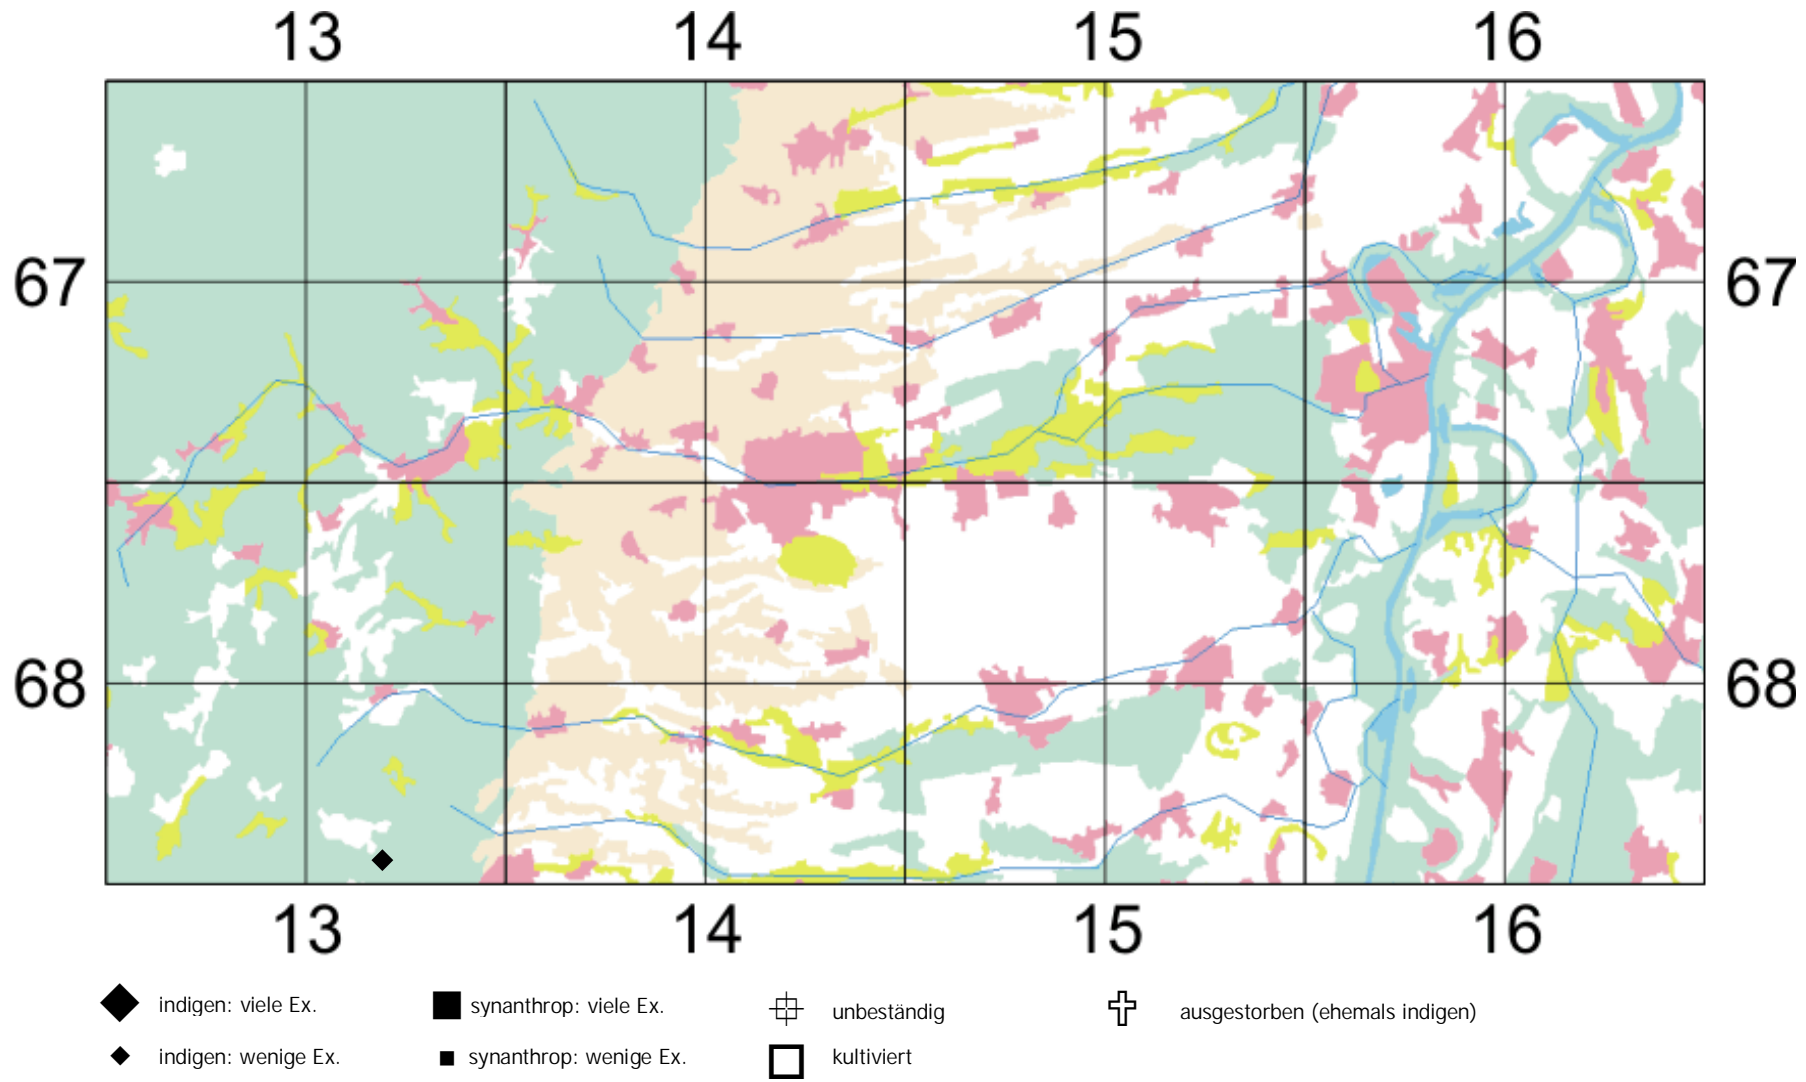 13 14 15 16
67 67
68 68
13 14 15 16
indigen: viele Ex. synanthrop: viele Ex. unbeständig ausgestorben (ehemals indigen)
indigen: wenige Ex. synanthrop: wenige Ex. kultiviert